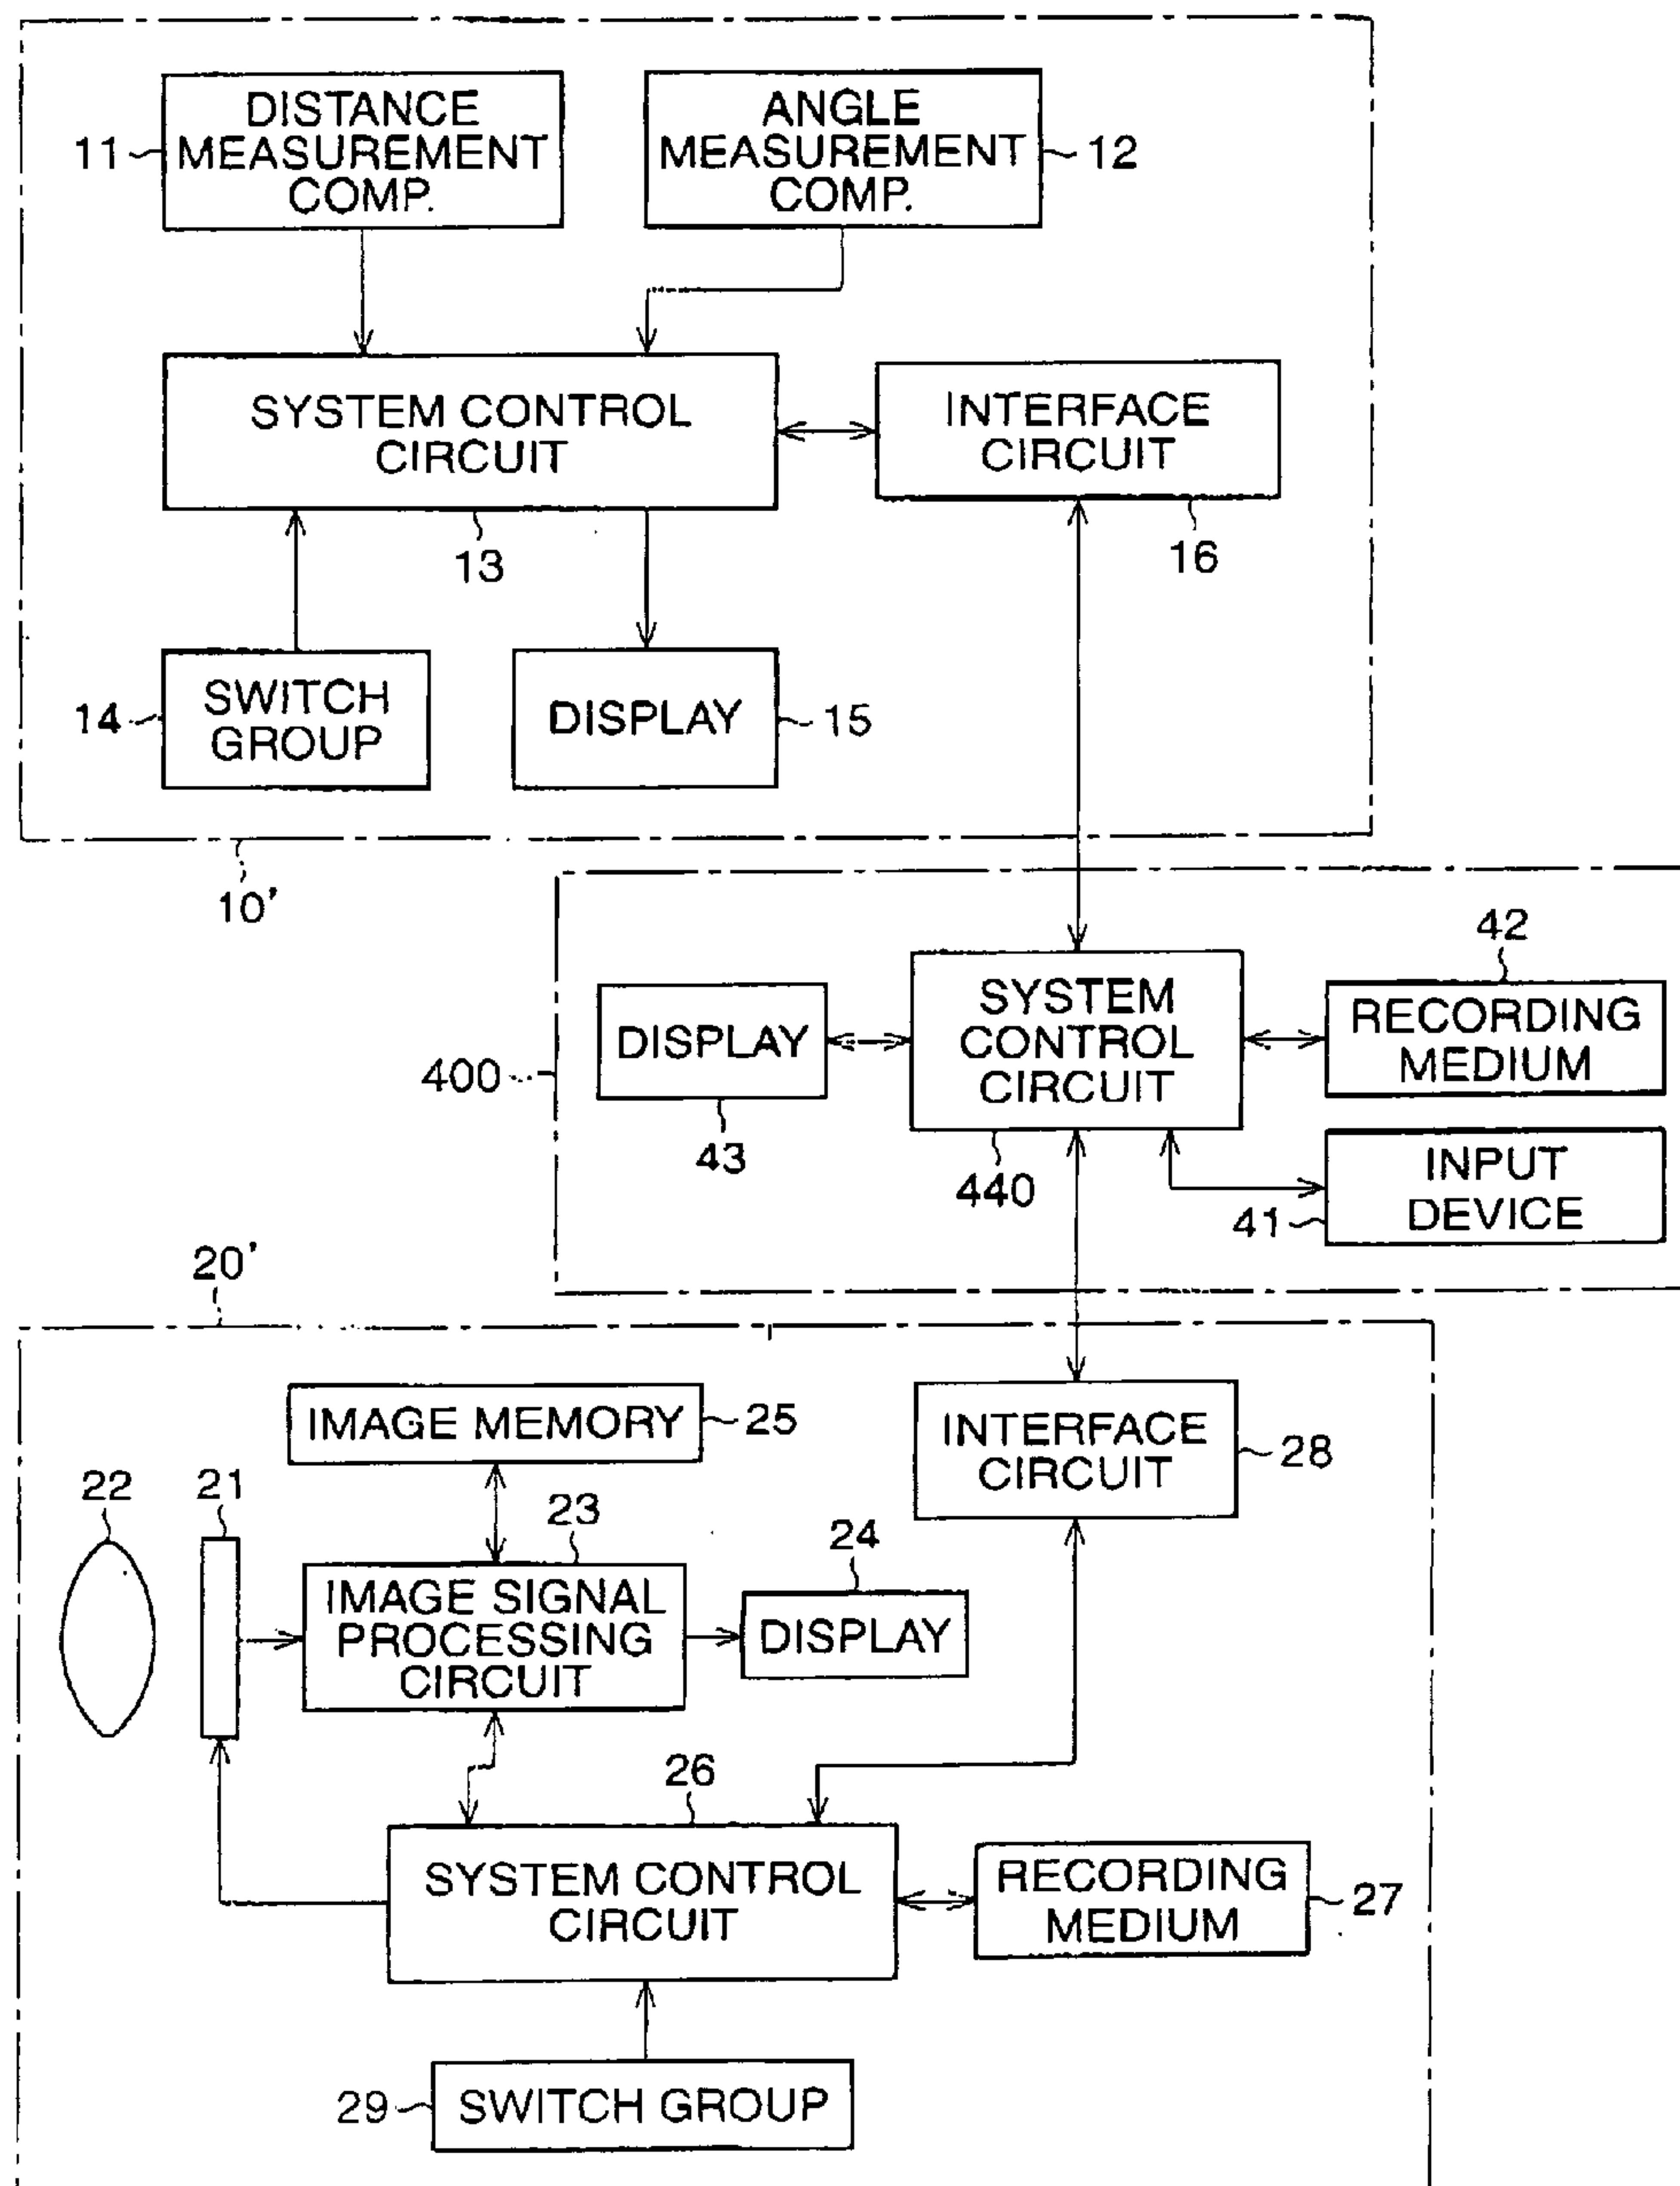 DISTANCE
MEASUREMENT
COMP.
11
ANGLE
MEASUREMENT
COMP.
12
SYSTEM CONTROL
CIRCUIT
13
INTERFACE
CIRCUIT
16
SWITCH
GROUP
14
DISPLAY
15
10'
400
DISPLAY
43
SYSTEM
CONTROL
CIRCUIT
440
42
RECORDING
MEDIUM
INPUT
DEVICE
41
20'
IMAGE MEMORY
25
INTERFACE
CIRCUIT
28
22
21
23
IMAGE SIGNAL
PROCESSING
CIRCUIT
24
DISPLAY
26
SYSTEM CONTROL
CIRCUIT
RECORDING
MEDIUM
27
29
SWITCH GROUP